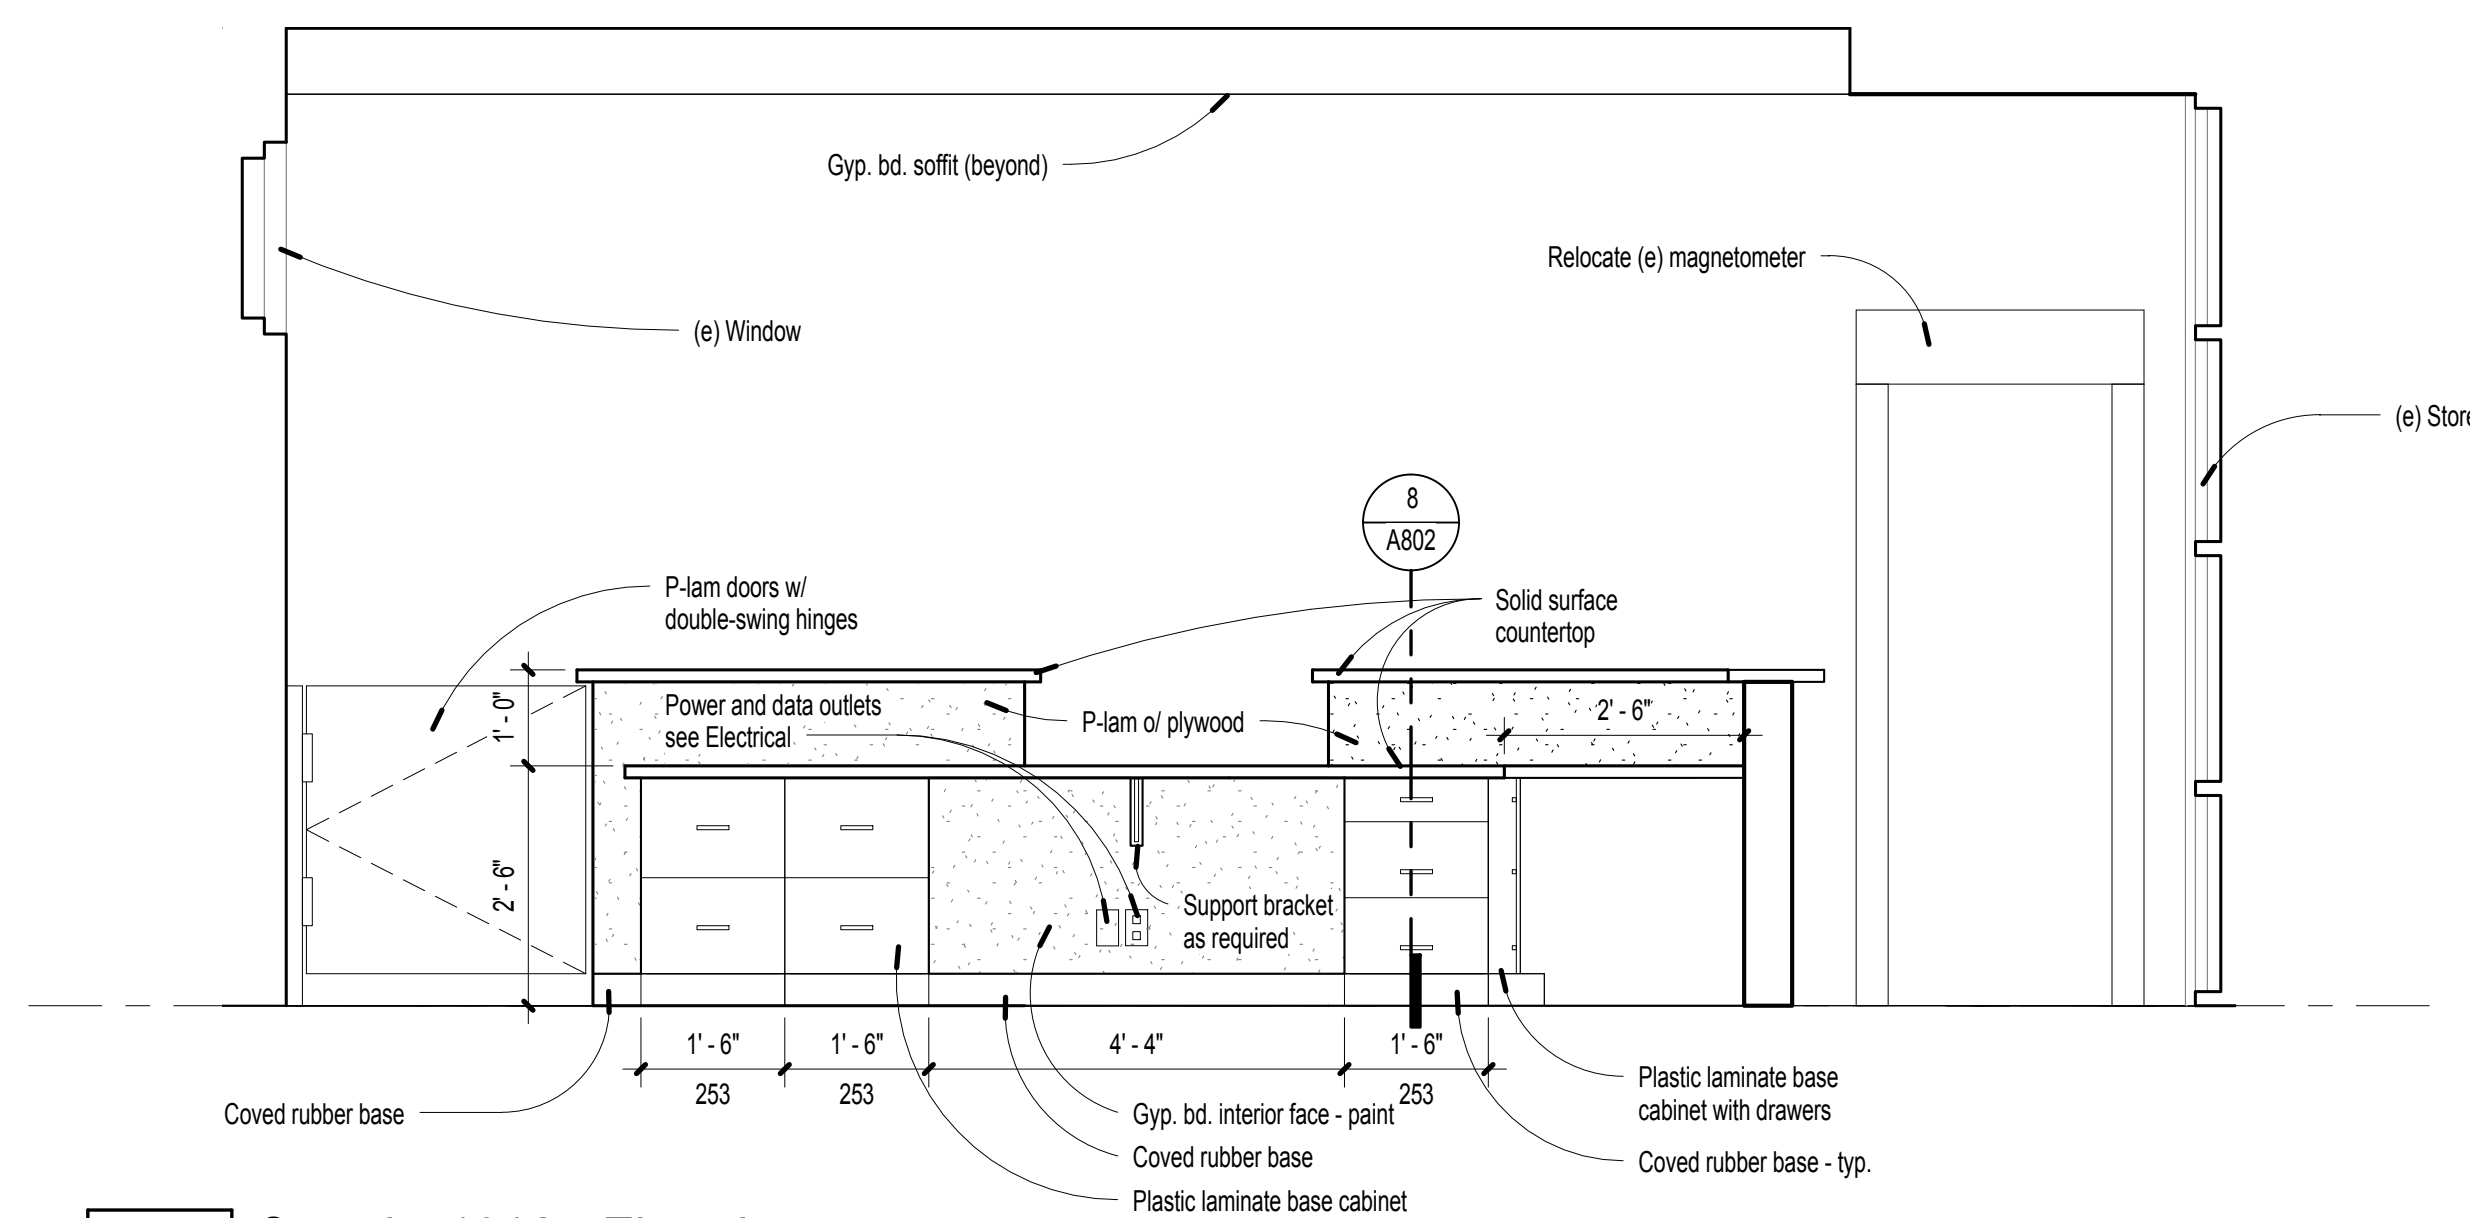 Gyp. bd. soffit (beyond)
Relocate (e) magnetometer
(e) Window
(e) Store
8
A802
P-lam doors w/
double-swing hinges
Solid surface
countertop
1' - 0"
Power and data outlets
see Electrical
P-lam o/ plywood
2' - 6"
2' - 6"
Support bracket
as required
1' - 6"
1' - 6"
4' - 4"
1' - 6"
253
253
253
Plastic laminate base
cabinet with drawers
Coved rubber base
Gyp. bd. interior face - paint
Coved rubber base
Coved rubber base - typ.
Plastic laminate base cabinet